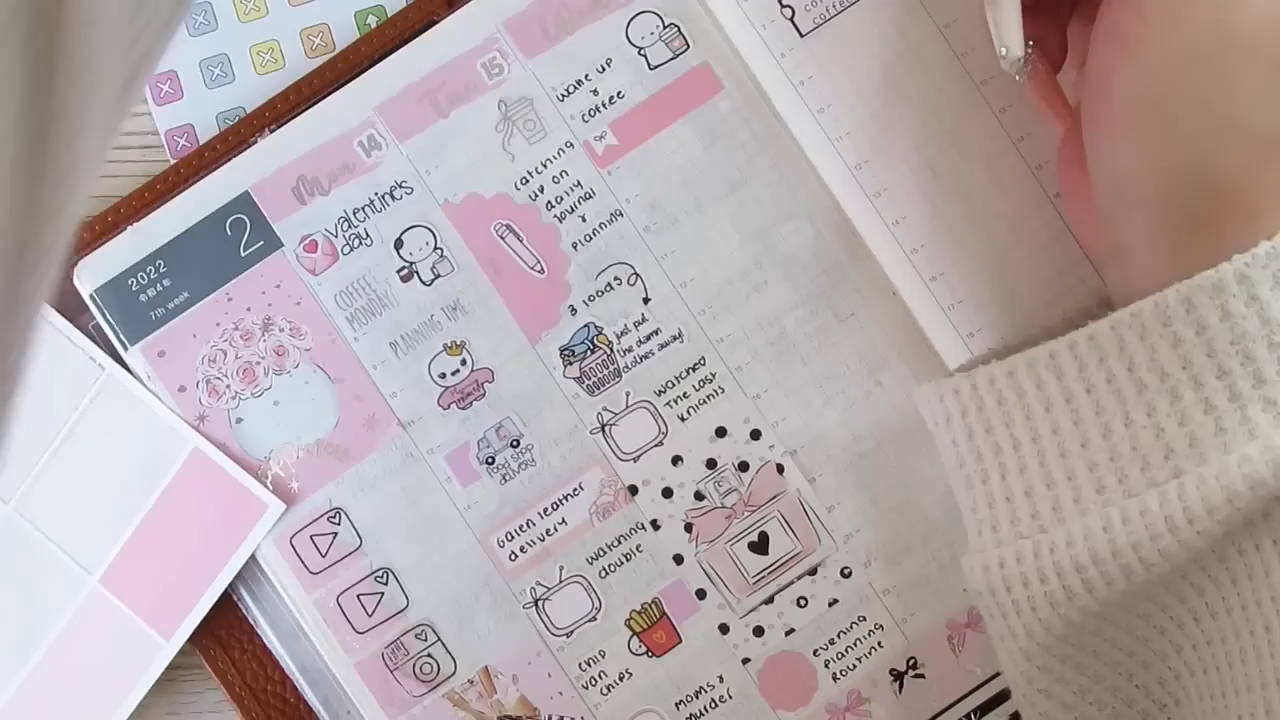 2022
令和4年
7th week
2
Mon
14
valentine's
day
COFFEE
MONDAY!
PLANNING TIME
food shop
delivery!
Galen leather
delivery
watching
double
chip
van
chips
Tue
15
catching
up on
daily
journal
&
planning
3 loads
just put
the damn
clothes away!
watched
The Last
Knights
moms &
murder
wake up
&
coffee
evening
planning
routine
coffee